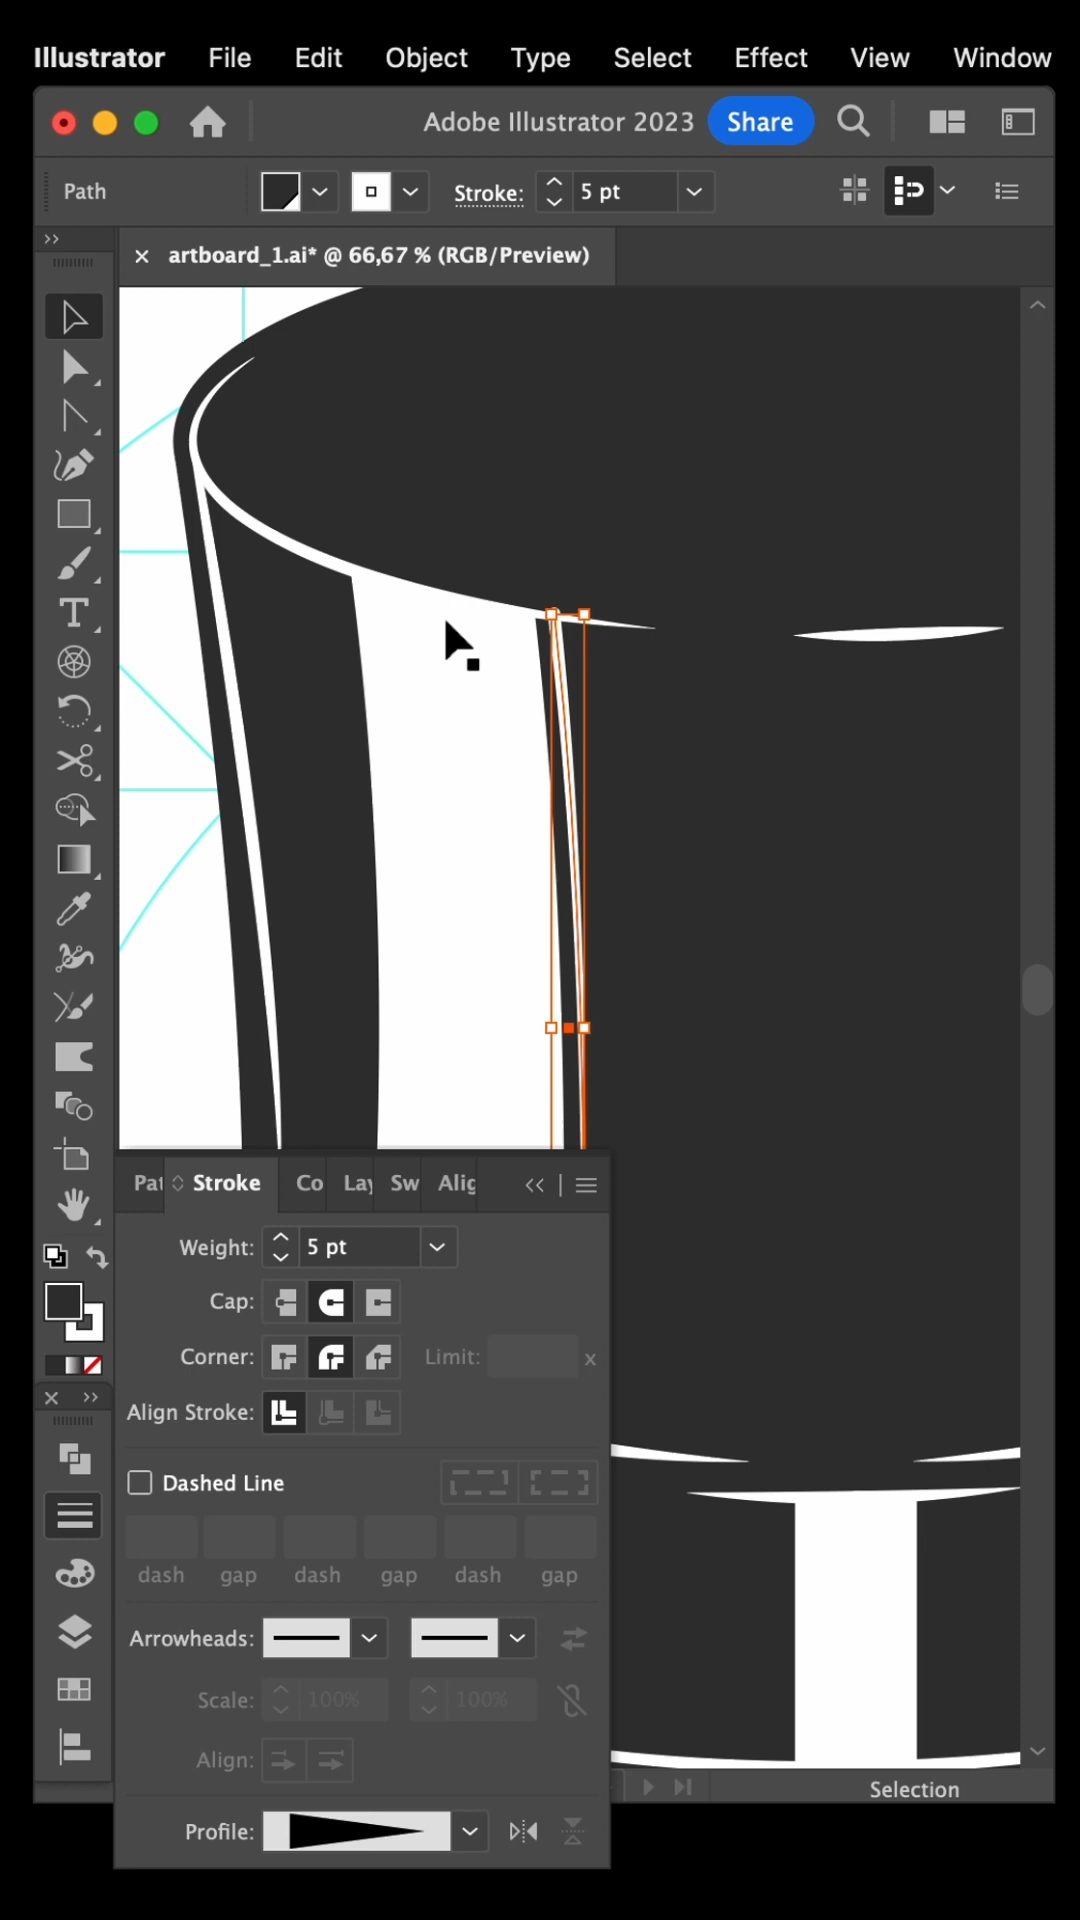 Illustrator File Edit Object Type Select Effect View Window
Adobe Illustrator 2023 Share
Path Stroke: 5 pt
artboard_1.ai* @ 66,67 % (RGB/Preview)
Pat Stroke Co Lay Sw Alig
Weight: 5 pt
Cap:
Corner: Limit: x
Align Stroke:
Dashed Line
dash gap dash gap dash gap
Arrowheads:
Scale: 100% 100%
Align:
Selection
Profile: